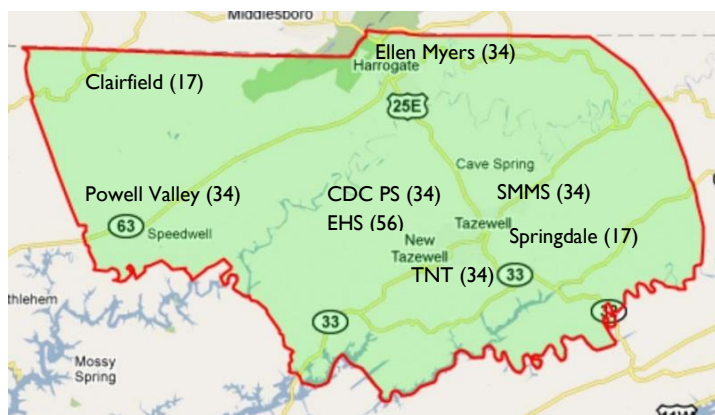 Middlesboro
Ellen Myers (34)
Harrogate
Clairfield (17)
25E
Cave Spring
Powell Valley (34)
CDC PS (34)
SMMS (34)
63
Speedwell
EHS (56)
Tazewell
Springdale (17)
New
Tazewell
TNT (34)
33
33
Mossy
Spring
11W